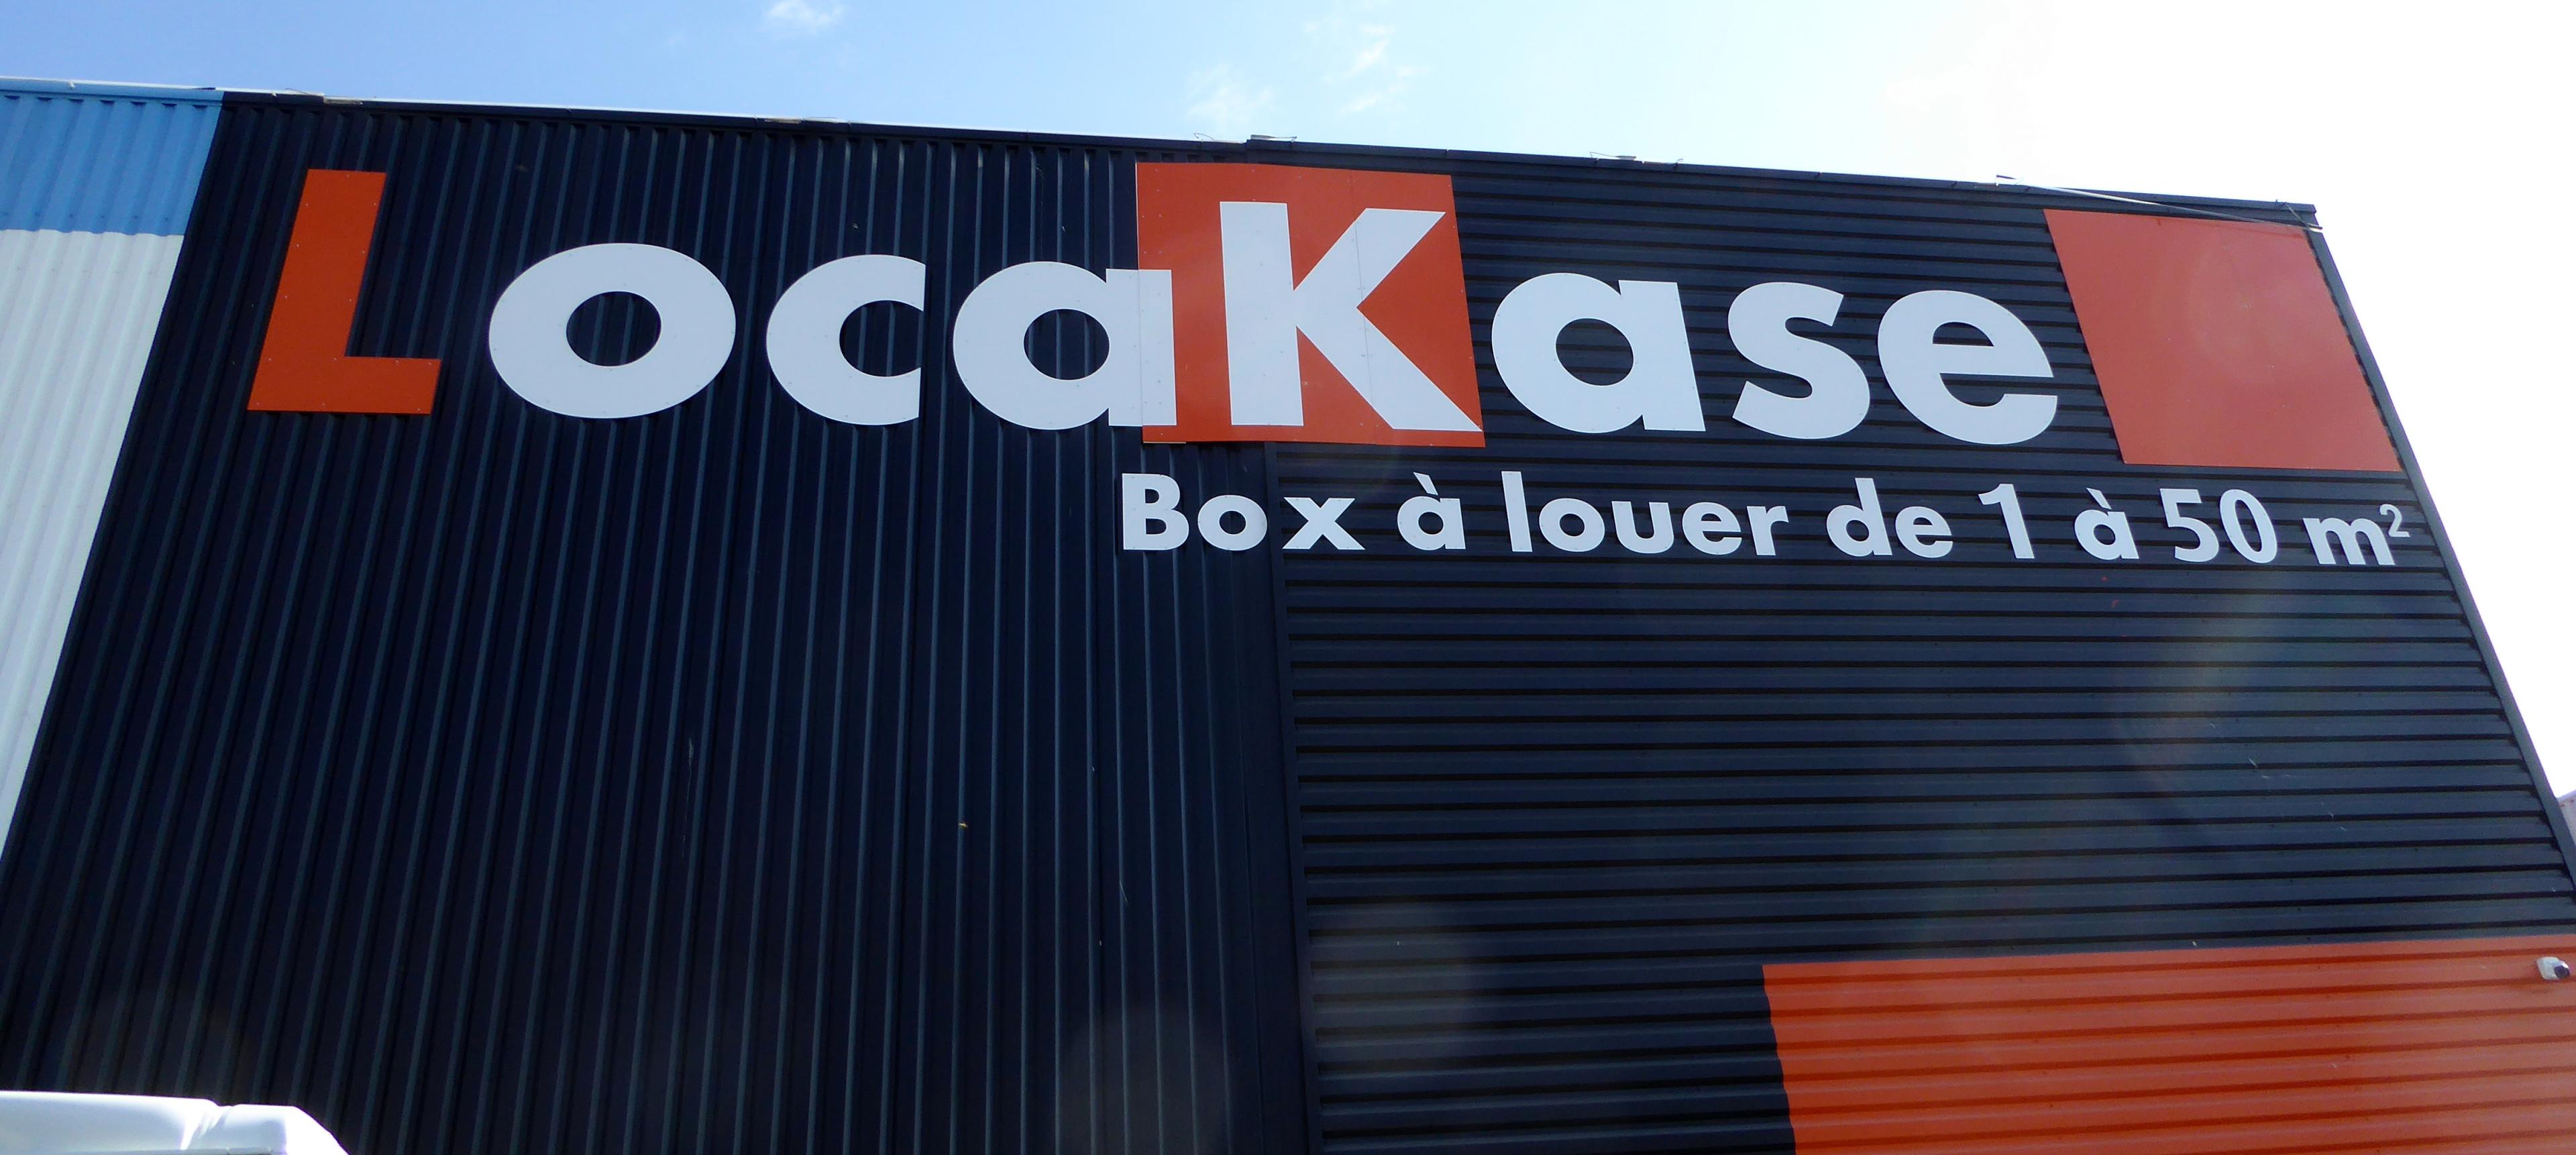 LocaKase
Box à louer de 1 à 50 m²